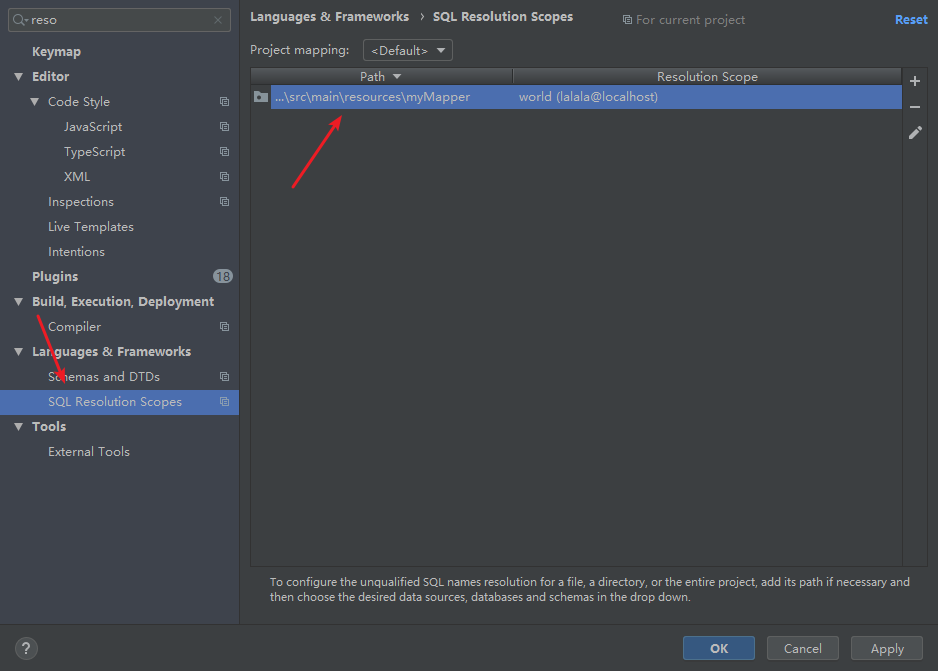 reso
Languages & Frameworks › SQL Resolution Scopes
For current project
Reset
Keymap
Editor
Code Style
JavaScript
TypeScript
XML
Inspections
Live Templates
Intentions
Plugins
18
Build, Execution, Deployment
Compiler
Languages & Frameworks
Schemas and DTDs
SQL Resolution Scopes
Tools
External Tools
Project mapping:
<Default>
Path
Resolution Scope
...\src\main\resources\myMapper
world (lalala@localhost)
To configure the unqualified SQL names resolution for a file, a directory, or the entire project, add its path if necessary and
then choose the desired data sources, databases and schemas in the drop down.
?
OK
Cancel
Apply